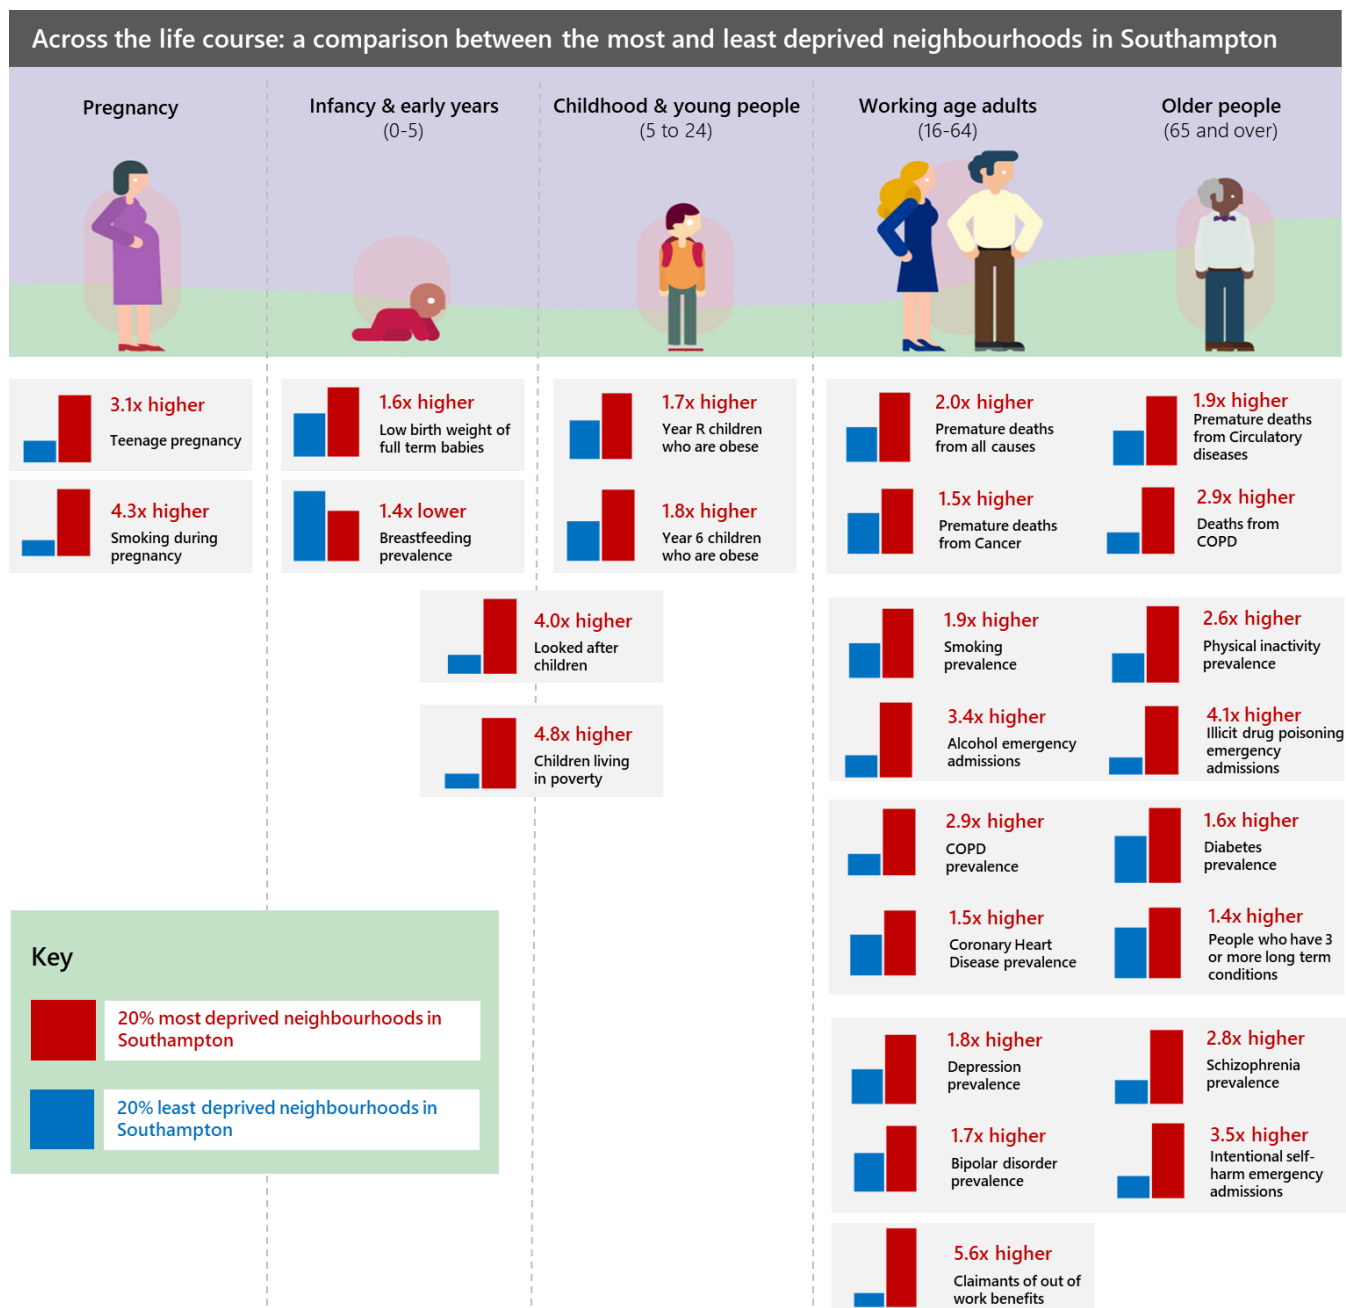 Across the life course: a comparison between the most and least deprived neighbourhoods in Southampton
Pregnancy
Infancy & early years
(0-5)
Childhood & young people
(5 to 24)
Working age adults
(16-64)
Older people
(65 and over)
3.1x higher
Teenage pregnancy
4.3x higher
Smoking during
pregnancy
1.6x higher
Low birth weight of
full term babies
1.4x lower
Breastfeeding
prevalence
1.7x higher
Year R children
who are obese
1.8x higher
Year 6 children
who are obese
4.0x higher
Looked after
children
4.8x higher
Children living
in poverty
2.0x higher
Premature deaths
from all causes
1.9x higher
Premature deaths
from Circulatory
diseases
1.5x higher
Premature deaths
from Cancer
2.9x higher
Deaths from
COPD
1.9x higher
Smoking
prevalence
2.6x higher
Physical inactivity
prevalence
3.4x higher
Alcohol emergency
admissions
4.1x higher
Illicit drug poisoning
emergency
admissions
2.9x higher
COPD
prevalence
1.6x higher
Diabetes
prevalence
1.5x higher
Coronary Heart
Disease prevalence
1.4x higher
People who have 3
or more long term
conditions
1.8x higher
Depression
prevalence
2.8x higher
Schizophrenia
prevalence
1.7x higher
Bipolar disorder
prevalence
3.5x higher
Intentional self-
harm emergency
admissions
5.6x higher
Claimants of out of
work benefits
Key
20% most deprived neighbourhoods in
Southampton
20% least deprived neighbourhoods in
Southampton